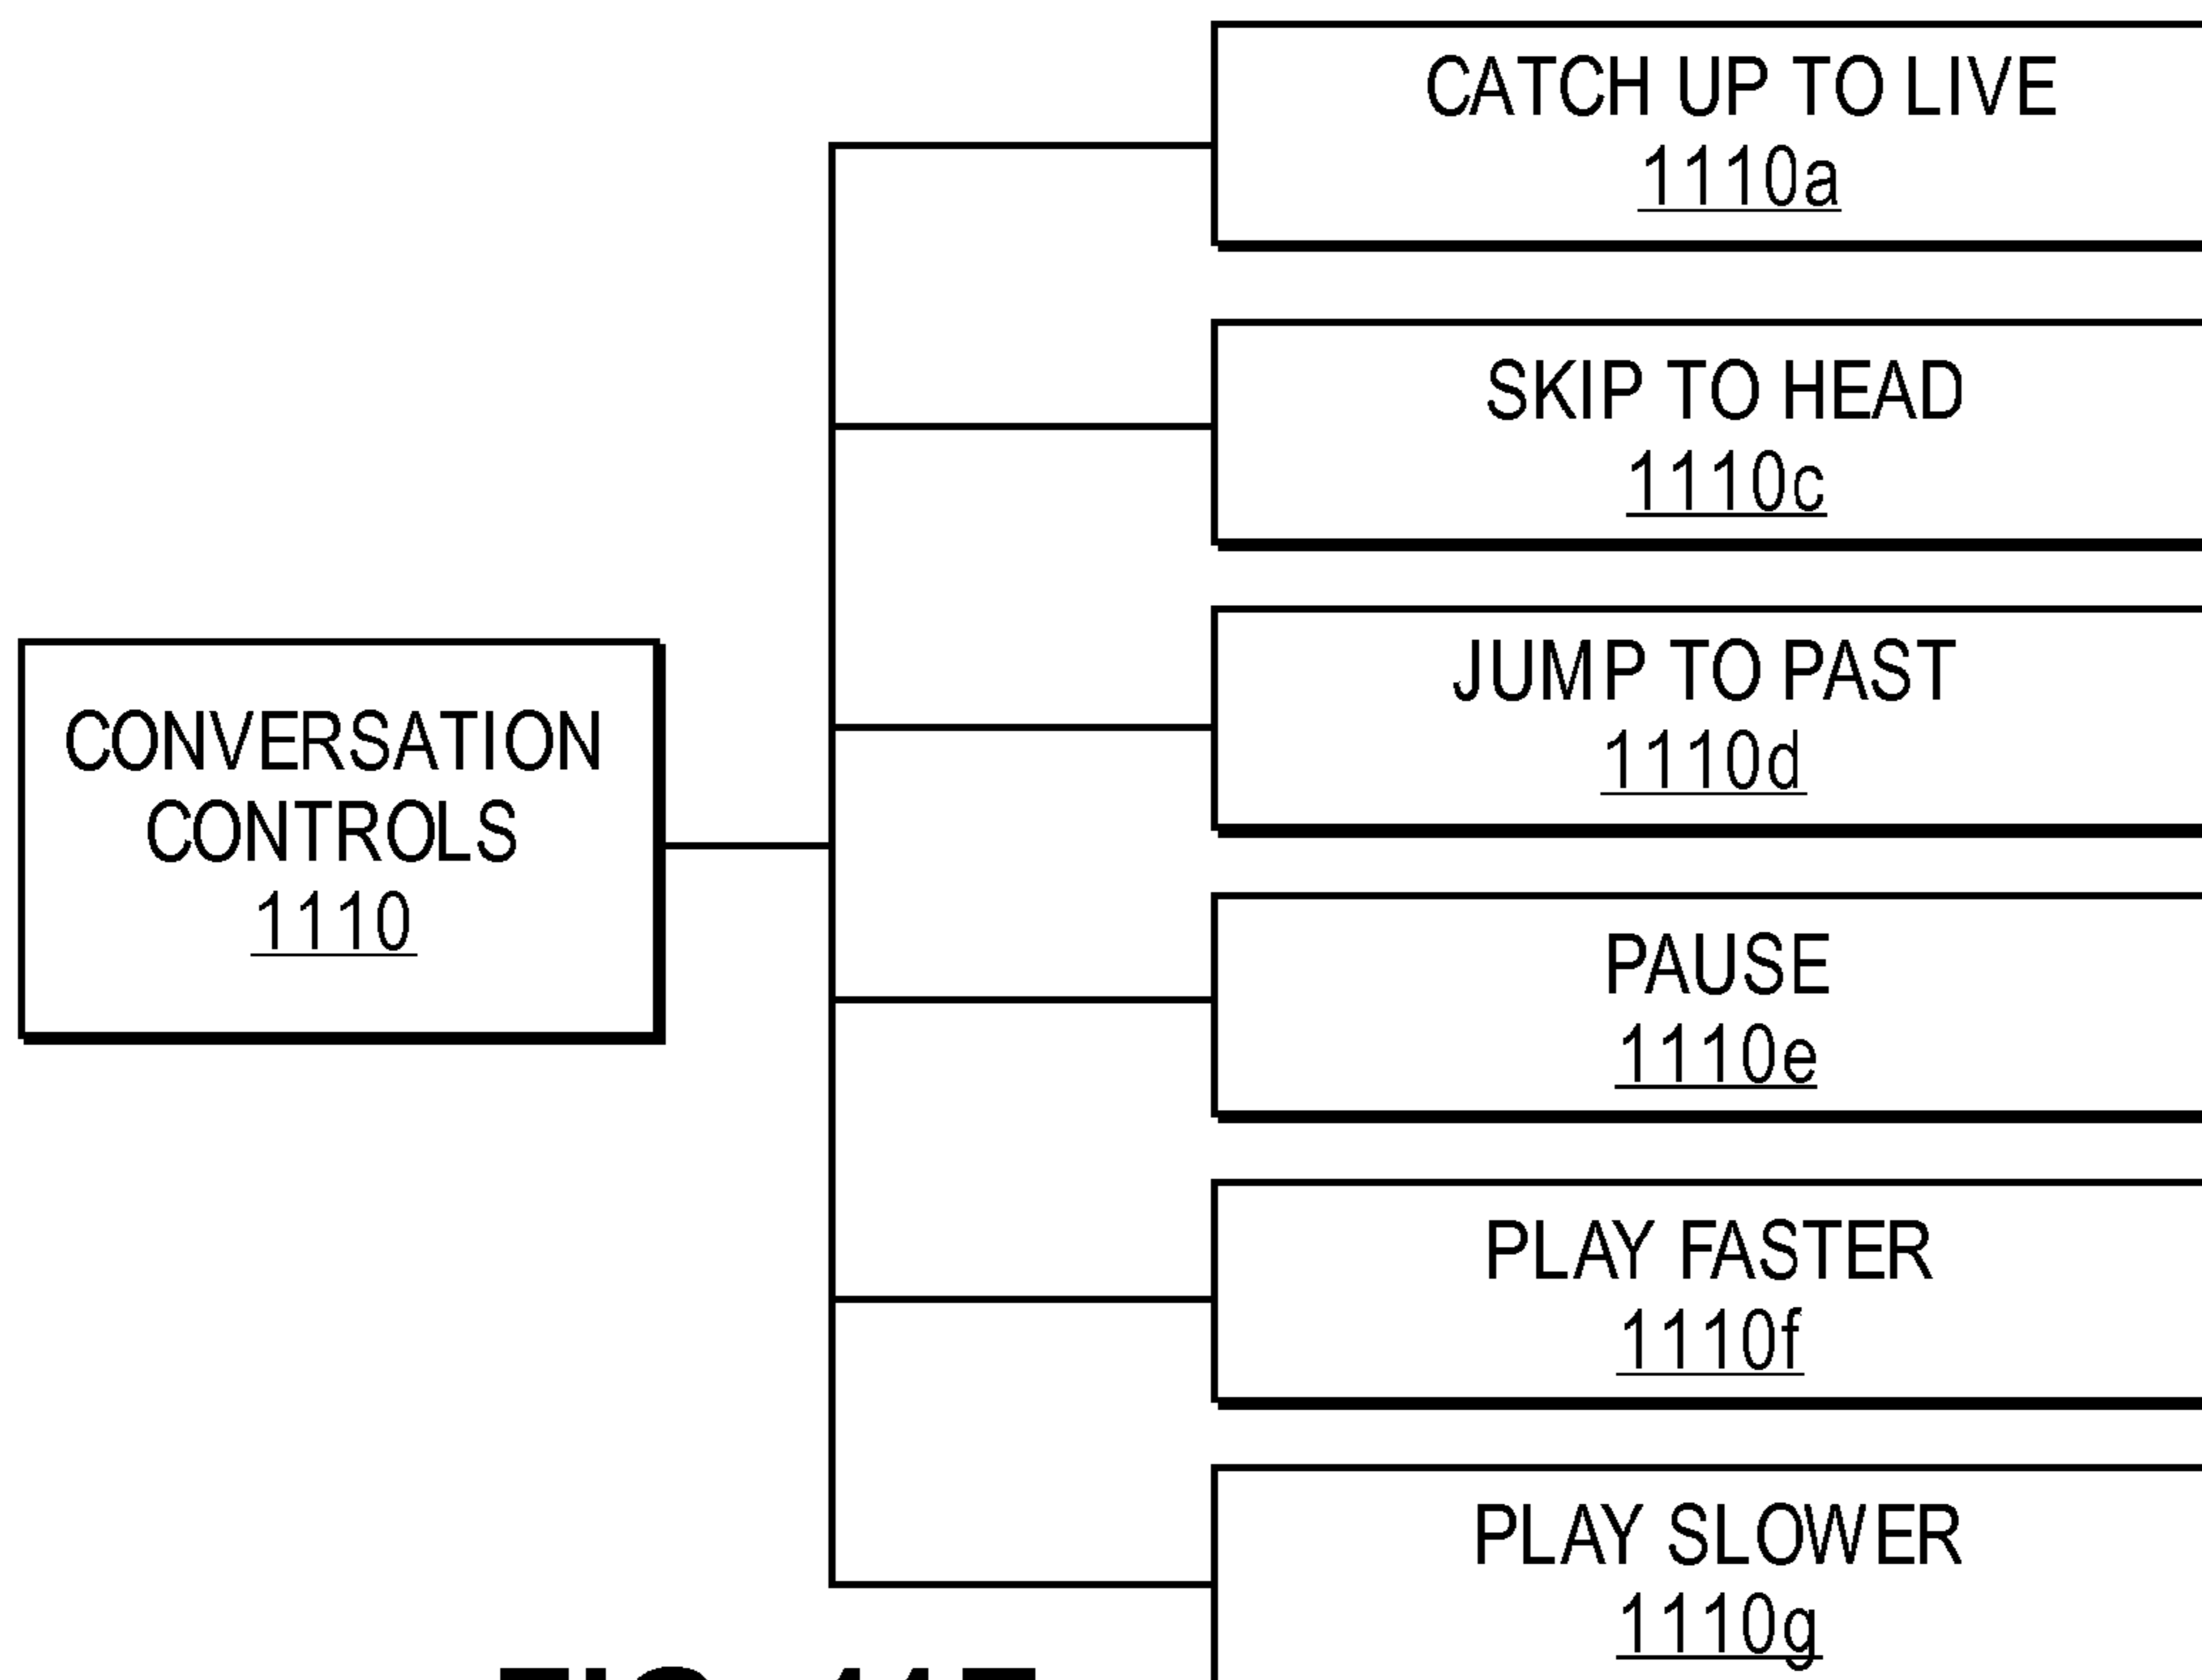 CATCH UP TO LIVE
1110a
SKIP TO HEAD
1110c
JUMP TO PAST
1110d
CONVERSATION
CONTROLS
1110
PAUSE
1110e
PLAY FASTER
1110f
PLAY SLOWER
1110g